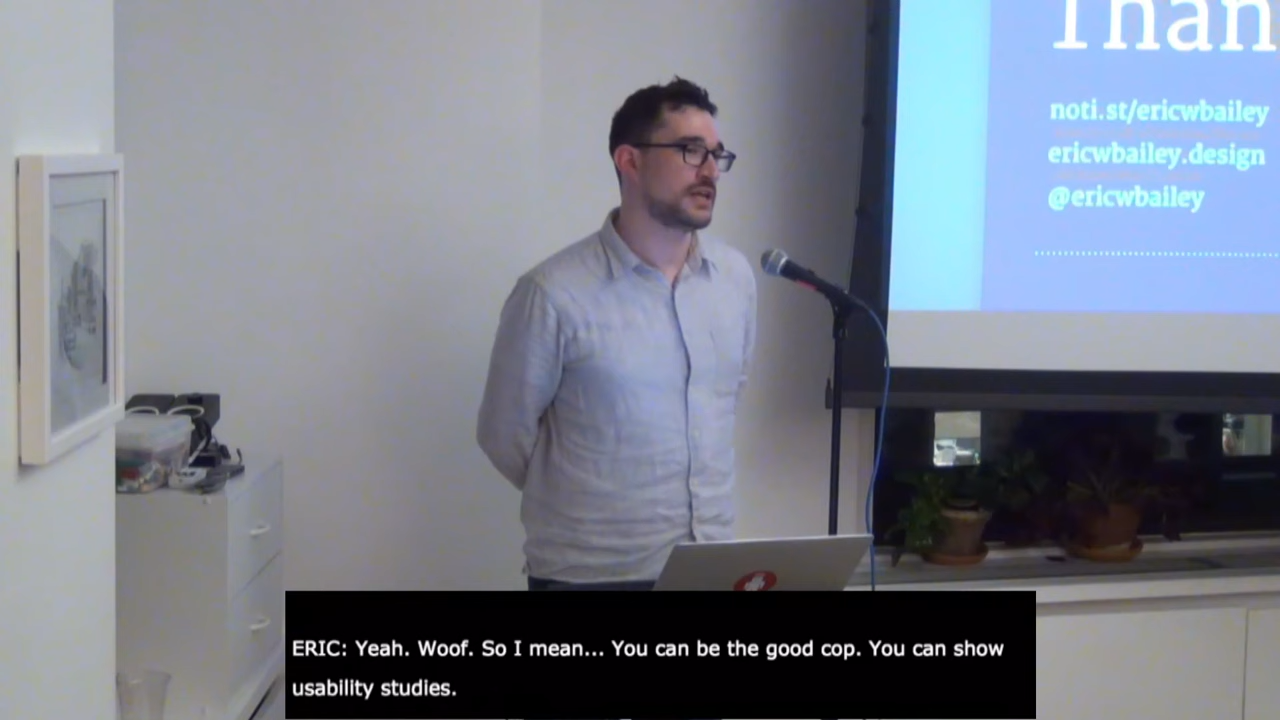 Than
noti.st/ericwbailey
ericwbailey.design
@ericwbailey
ERIC: Yeah. Woof. So I mean... You can be the good cop. You can show
usability studies.